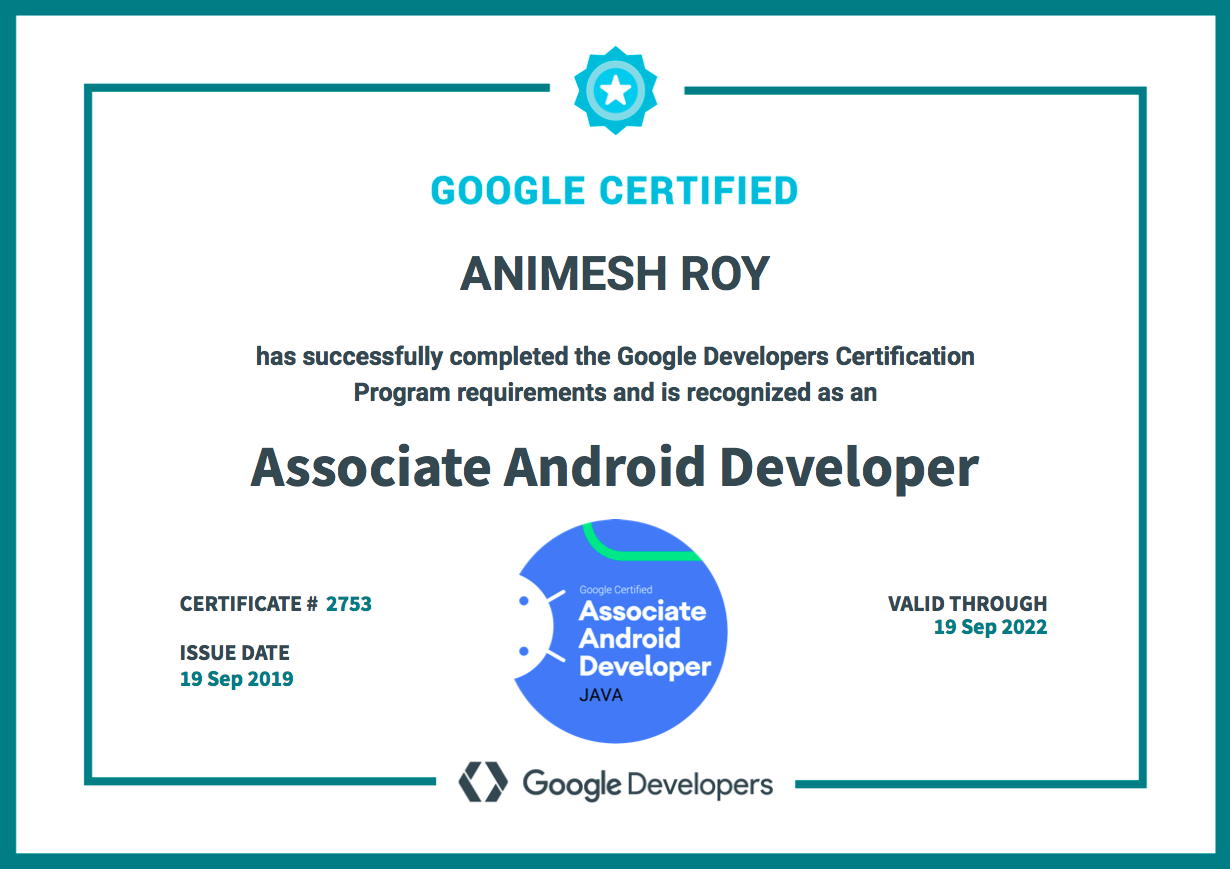 GOOGLE CERTIFIED
ANIMESH ROY
has successfully completed the Google Developers Certification
Program requirements and is recognized as an
Associate Android Developer
CERTIFICATE # 2753
ISSUE DATE
19 Sep 2019
Google Certified
Associate
Android
Developer
JAVA
VALID THROUGH
19 Sep 2022
Google Developers